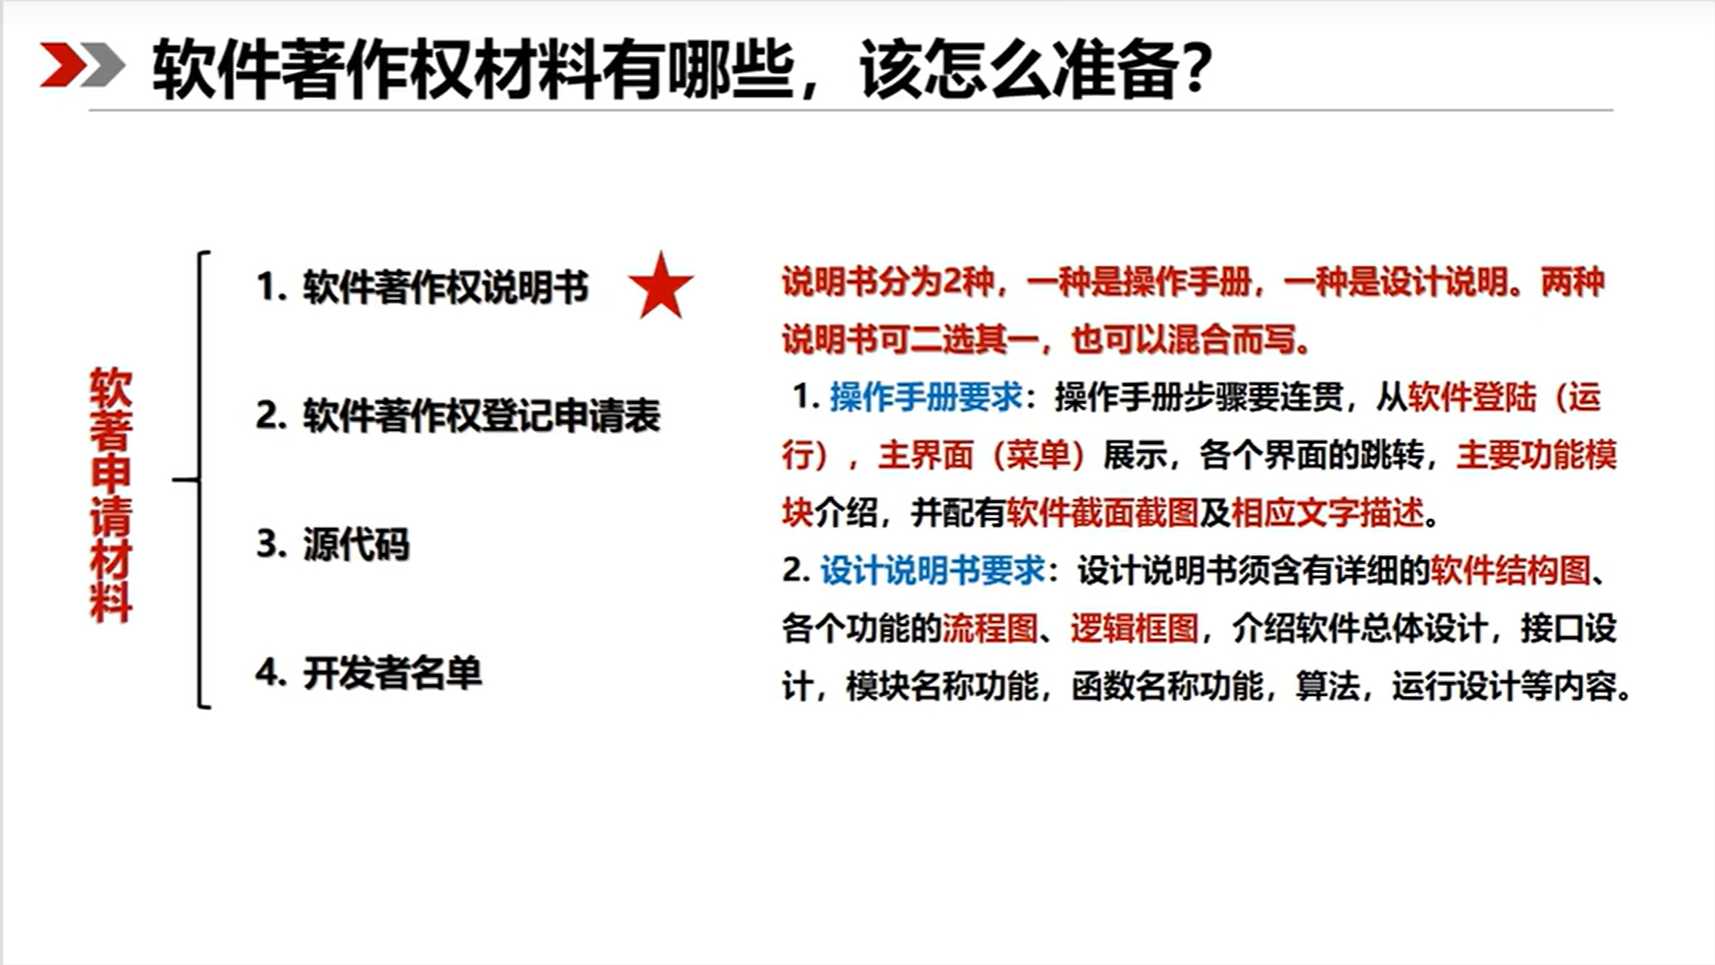 软件著作权材料有哪些，该怎么准备？
软著申请材料
1. 软件著作权说明书
2. 软件著作权登记申请表
3. 源代码
4. 开发者名单
说明书分为2种，一种是操作手册，一种是设计说明。两种
说明书可二选其一，也可以混合而写。
1. 操作手册要求：操作手册步骤要连贯，从软件登陆（运
行），主界面（菜单）展示，各个界面的跳转，主要功能模
块介绍，并配有软件截面截图及相应文字描述。
2. 设计说明书要求：设计说明书须含有详细的软件结构图、
各个功能的流程图、逻辑框图，介绍软件总体设计，接口设
计，模块名称功能，函数名称功能，算法，运行设计等内容。